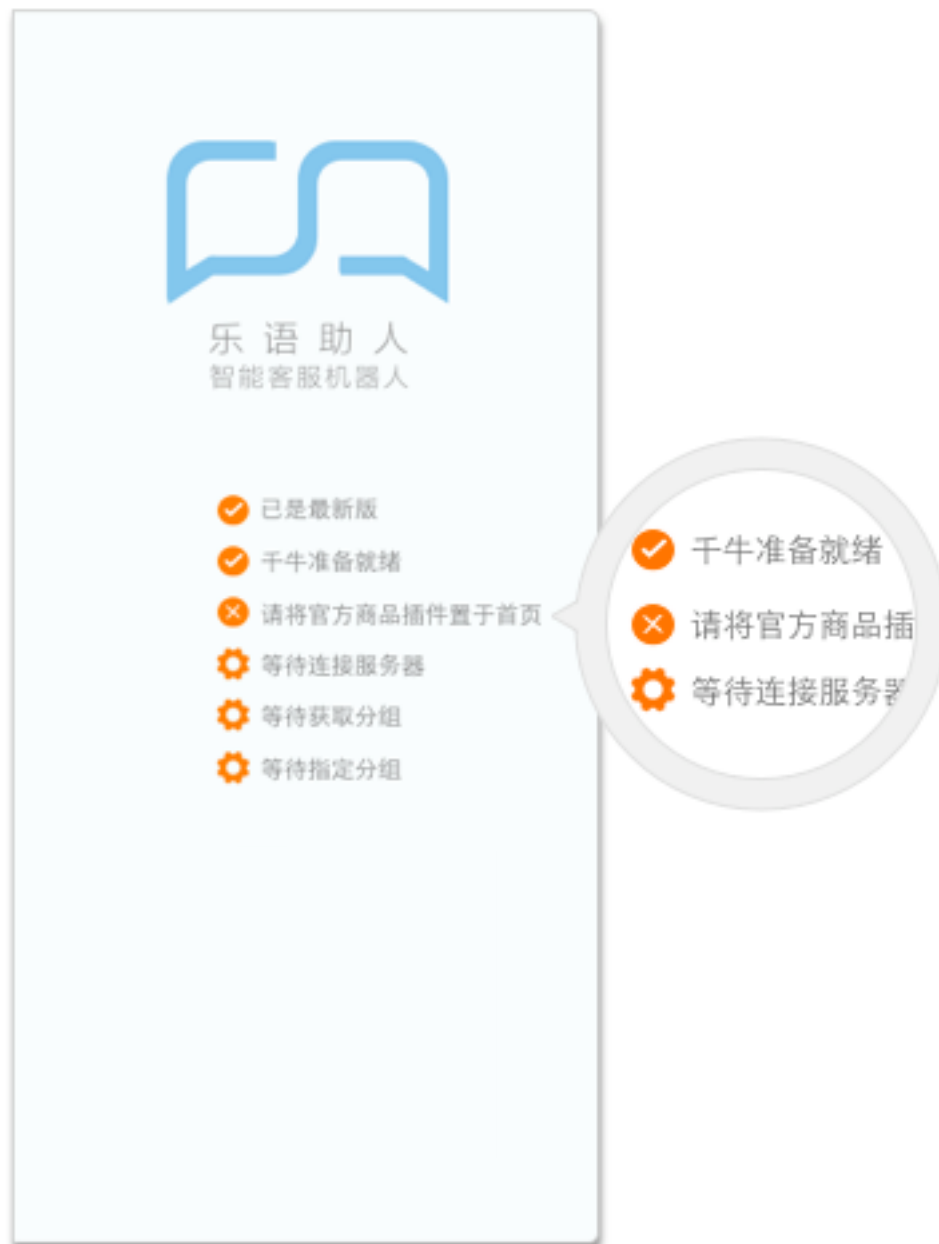 乐语助人
智能客服机器人
已是最新版
千牛准备就绪
请将官方商品插件置于首页
等待连接服务器
等待获取分组
等待指定分组
千牛准备就绪
请将官方商品插
等待连接服务器